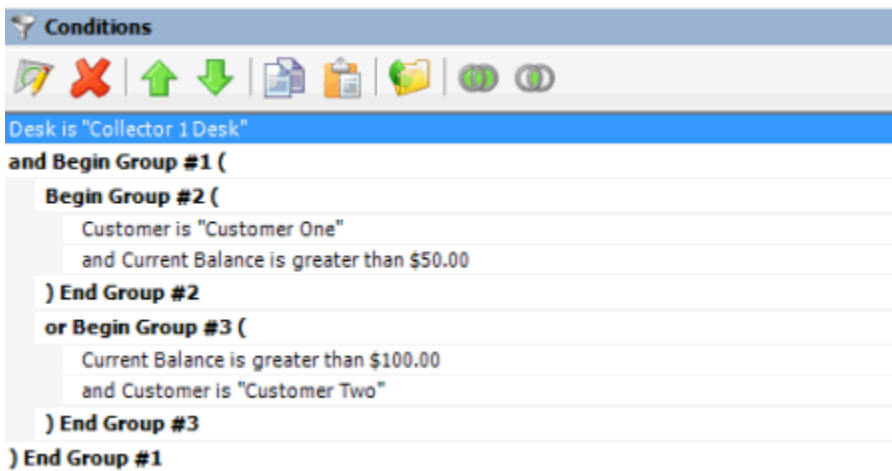 Conditions
Desk is "Collector 1 Desk"
and Begin Group #1 (
Begin Group #2 (
Customer is "Customer One"
and Current Balance is greater than $50.00
) End Group #2
or Begin Group #3 (
Current Balance is greater than $100.00
and Customer is "Customer Two"
) End Group #3
) End Group #1